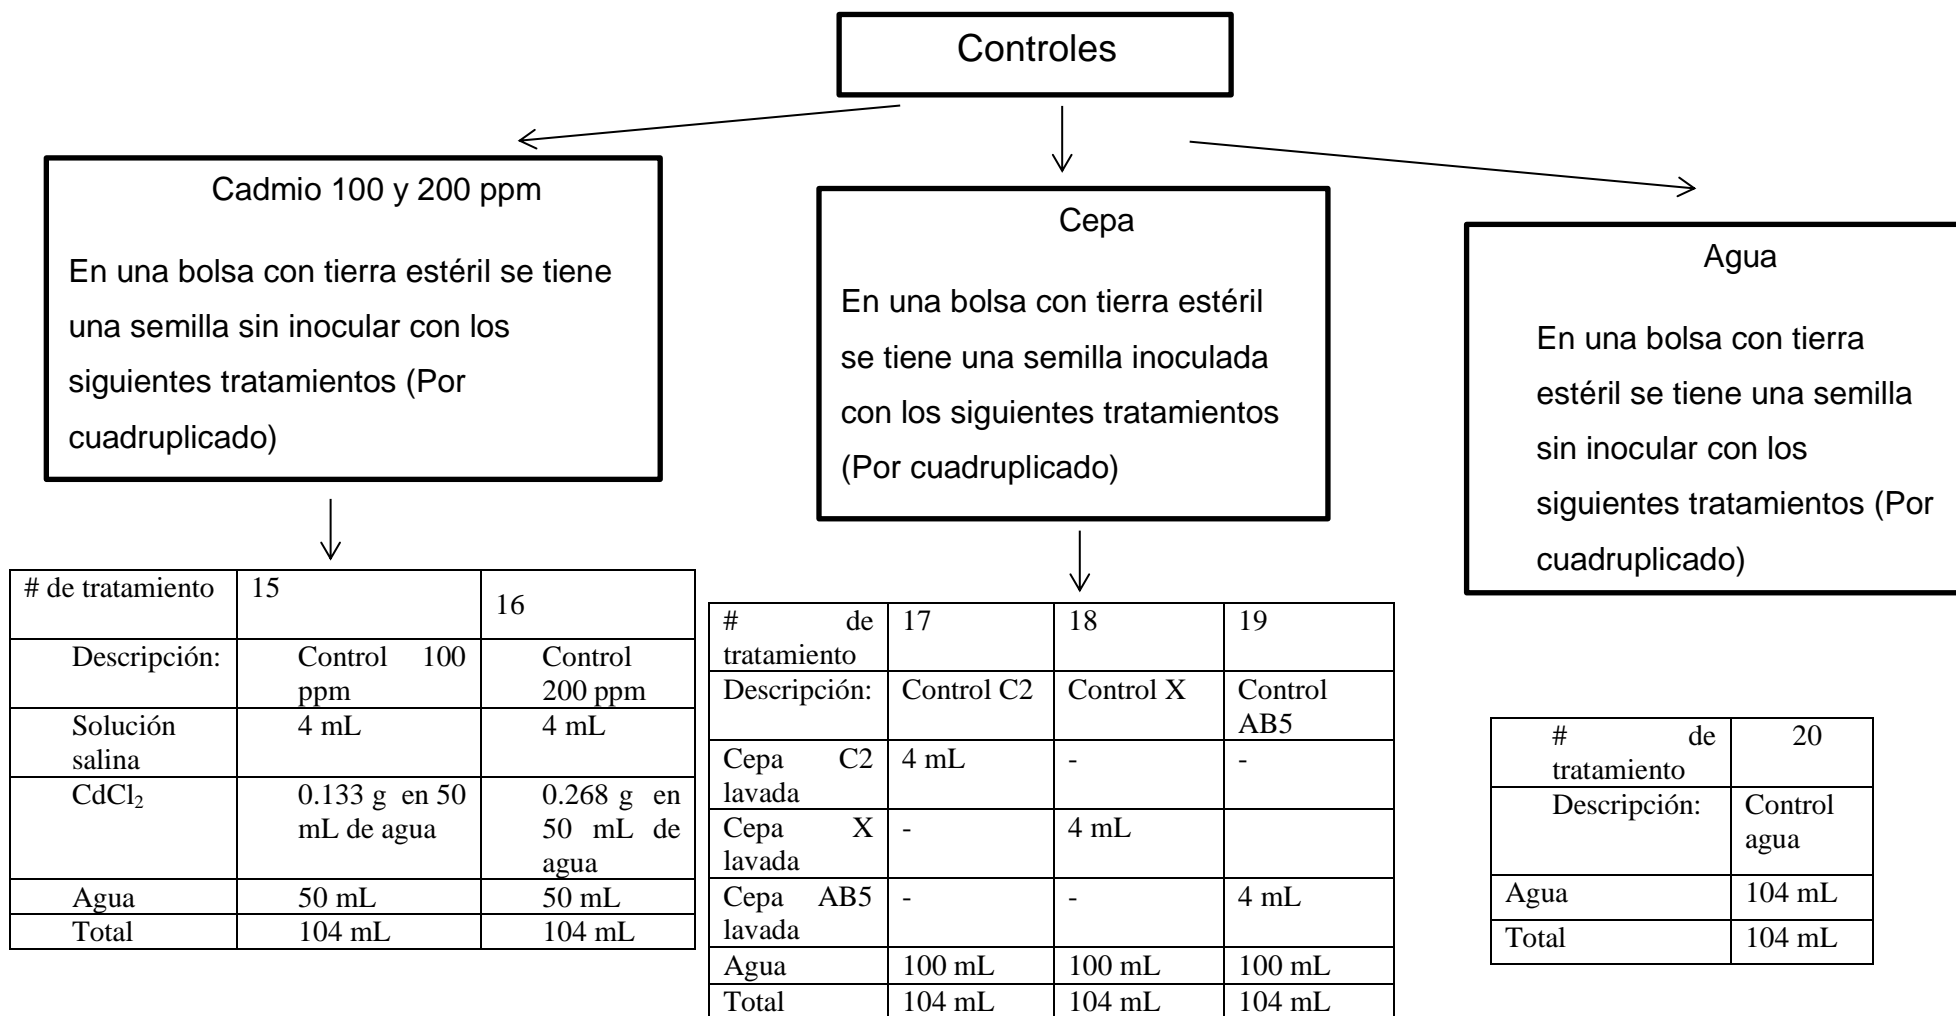 Controles
Cadmio 100 y 200 ppm
En una bolsa con tierra estéril se tiene
una semilla sin inocular con los
siguientes tratamientos (Por
cuadruplicado)
Cepa
En una bolsa con tierra estéril
se tiene una semilla inoculada
con los siguientes tratamientos
(Por cuadruplicado)
Agua
En una bolsa con tierra
estéril se tiene una semilla
sin inocular con los
siguientes tratamientos (Por
cuadruplicado)
# de tratamiento 15 16
Descripción: Control 100 ppm Control 200 ppm
Solución salina 4 mL 4 mL
CdCl₂ 0.133 g en 50 mL de agua 0.268 g en 50 mL de agua
Agua 50 mL 50 mL
Total 104 mL 104 mL
# de tratamiento 17 18 19
Descripción: Control C2 Control X Control AB5
Cepa C2 lavada 4 mL - -
Cepa X lavada - 4 mL
Cepa AB5 lavada - - 4 mL
Agua 100 mL 100 mL 100 mL
Total 104 mL 104 mL 104 mL
# de tratamiento 20
Descripción: Control agua
Agua 104 mL
Total 104 mL